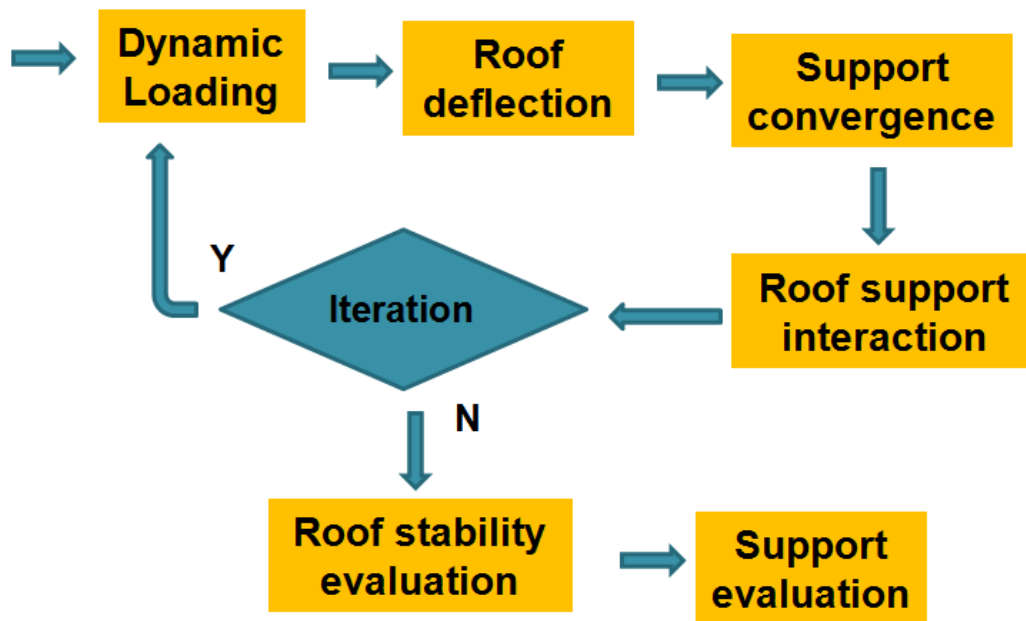 Dynamic
Loading
Roof
deflection
Support
convergence
Roof support
interaction
Iteration
Y
N
Roof stability
evaluation
Support
evaluation